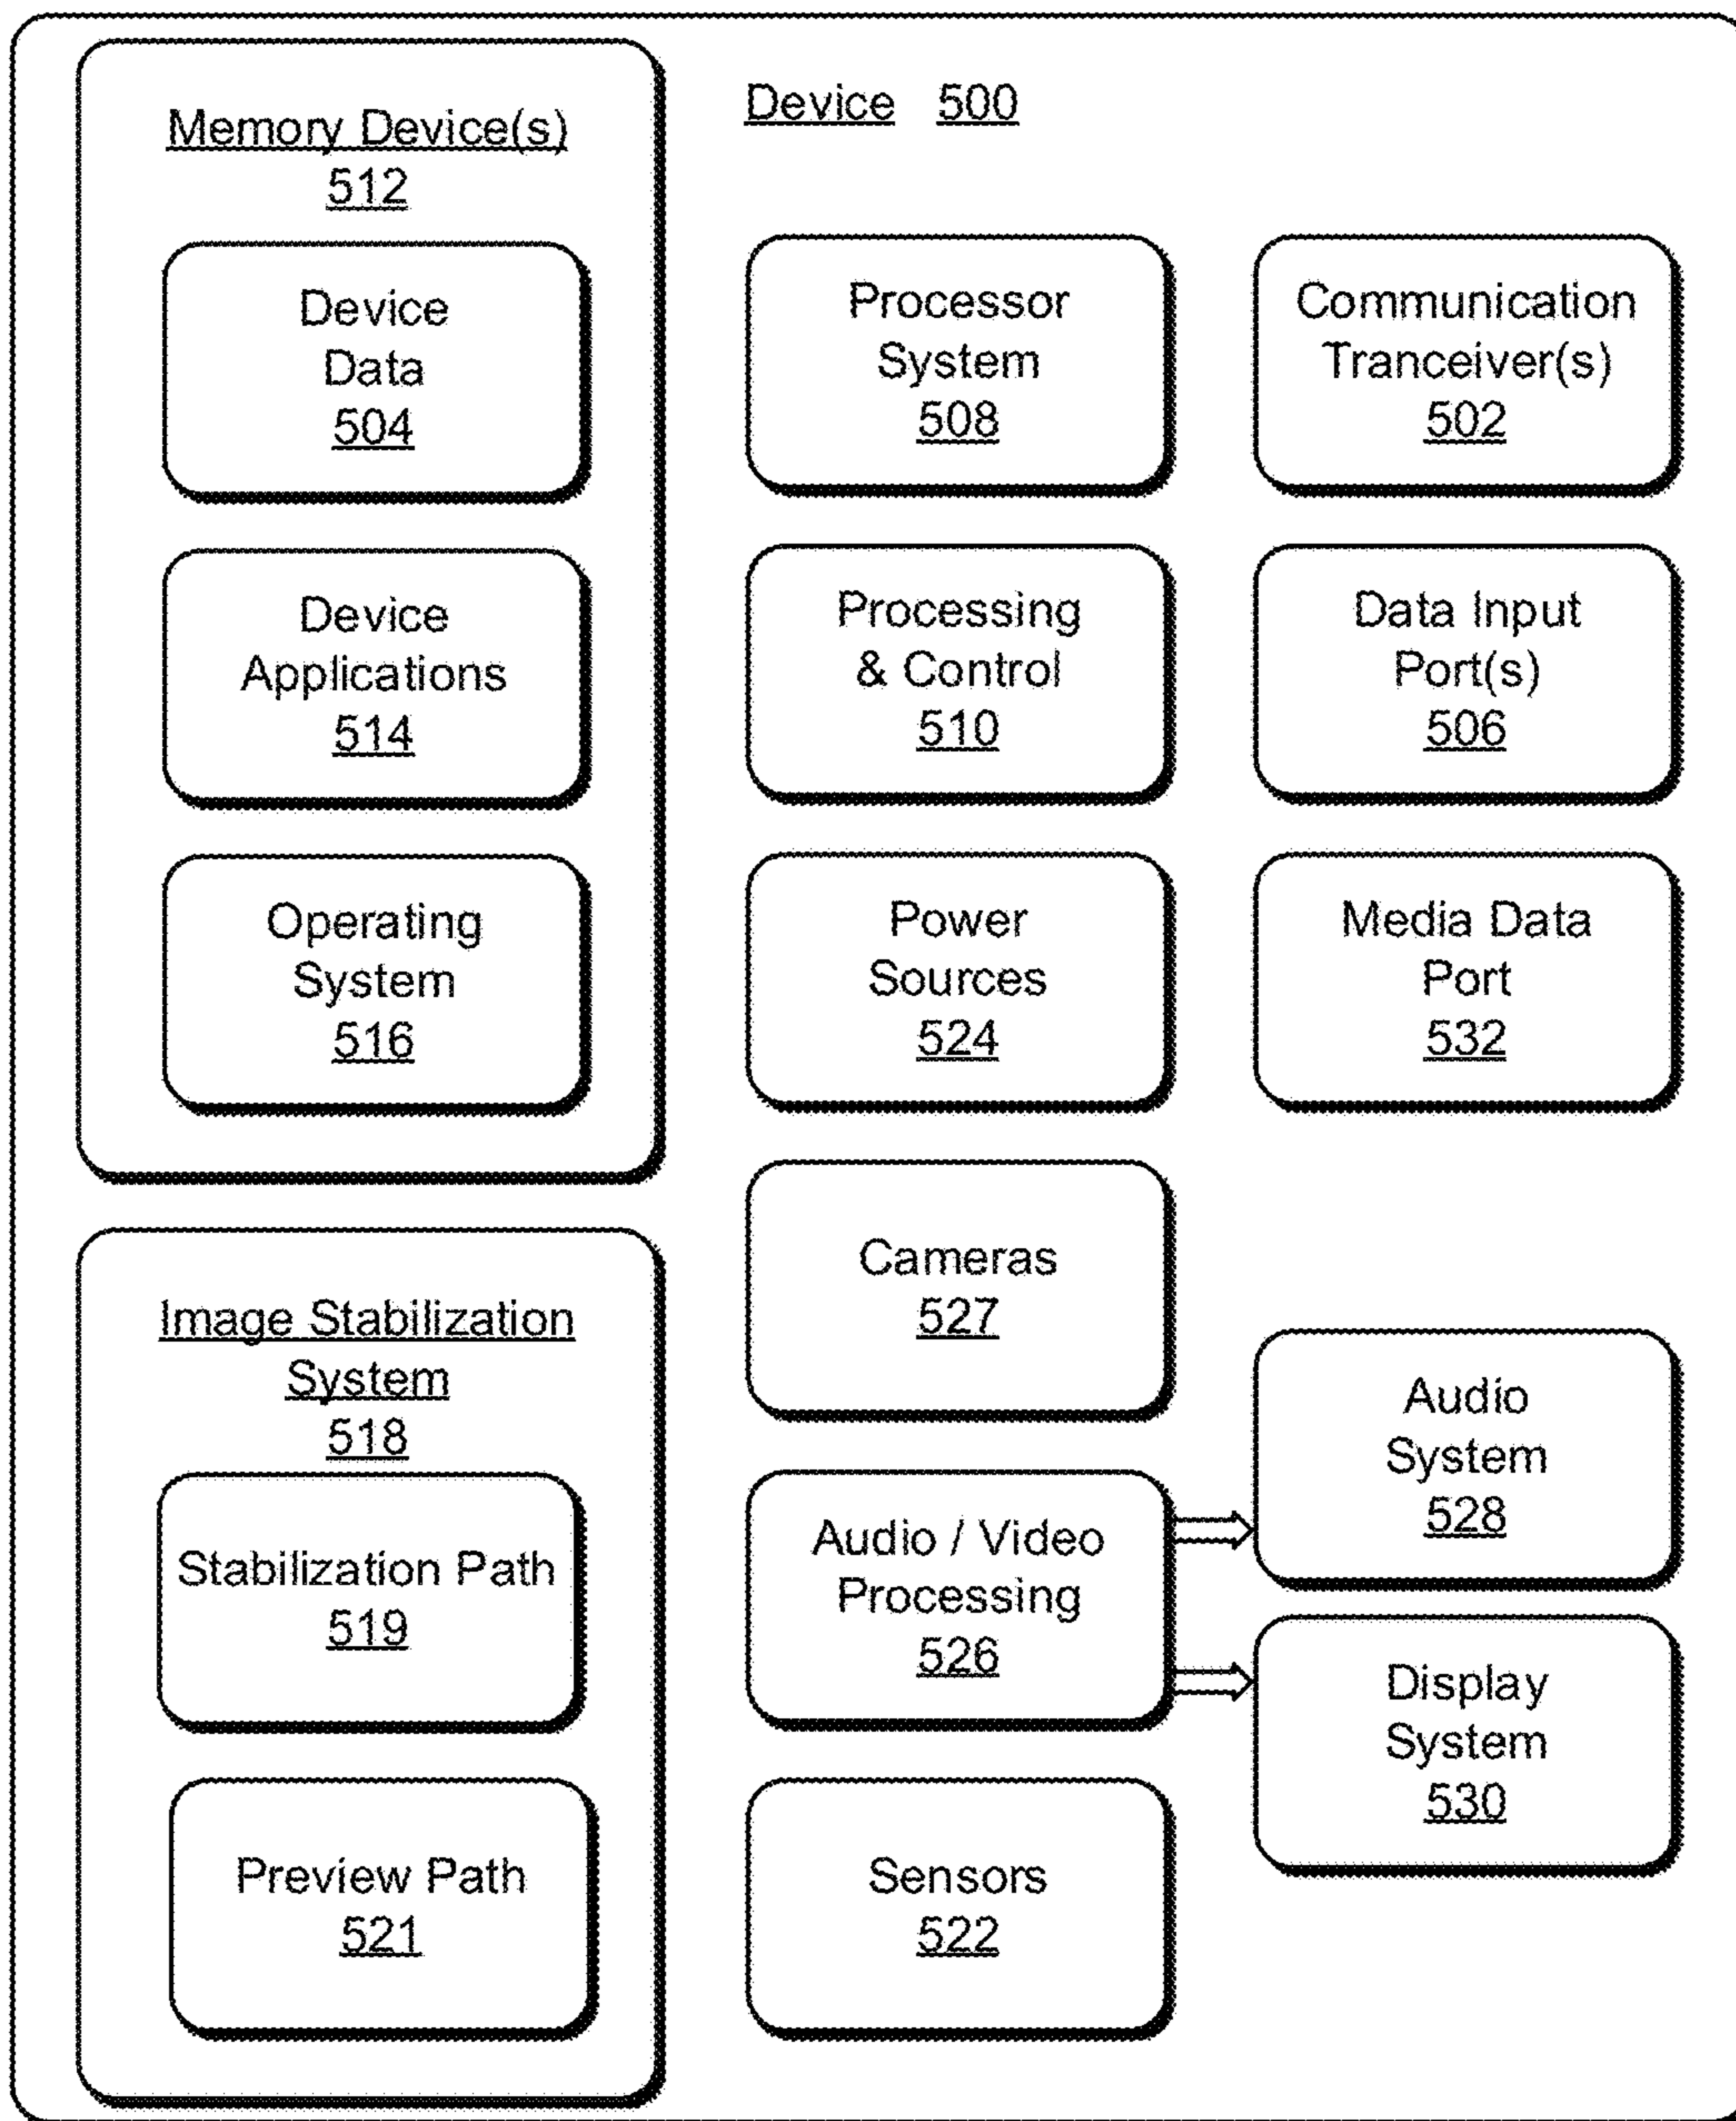 Device 500
Memory Device(s)
512
Device
Data
504
Device
Applications
514
Operating
System
516
Image Stabilization
System
518
Stabilization Path
519
Preview Path
521
Processor
System
508
Processing
& Control
510
Power
Sources
524
Cameras
527
Audio / Video
Processing
526
Sensors
522
Communication
Tranceiver(s)
502
Data Input
Port(s)
506
Media Data
Port
532
Audio
System
528
Display
System
530